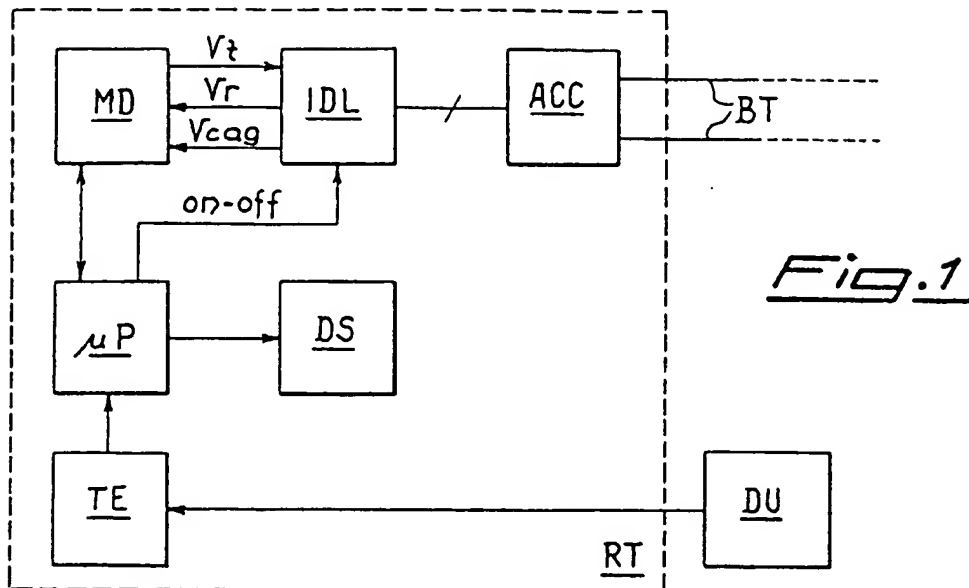 Vt
MD
Vr
IDL
ACC
BT
Vcag
on-off
Fig.1
μP
DS
TE
DU
RT